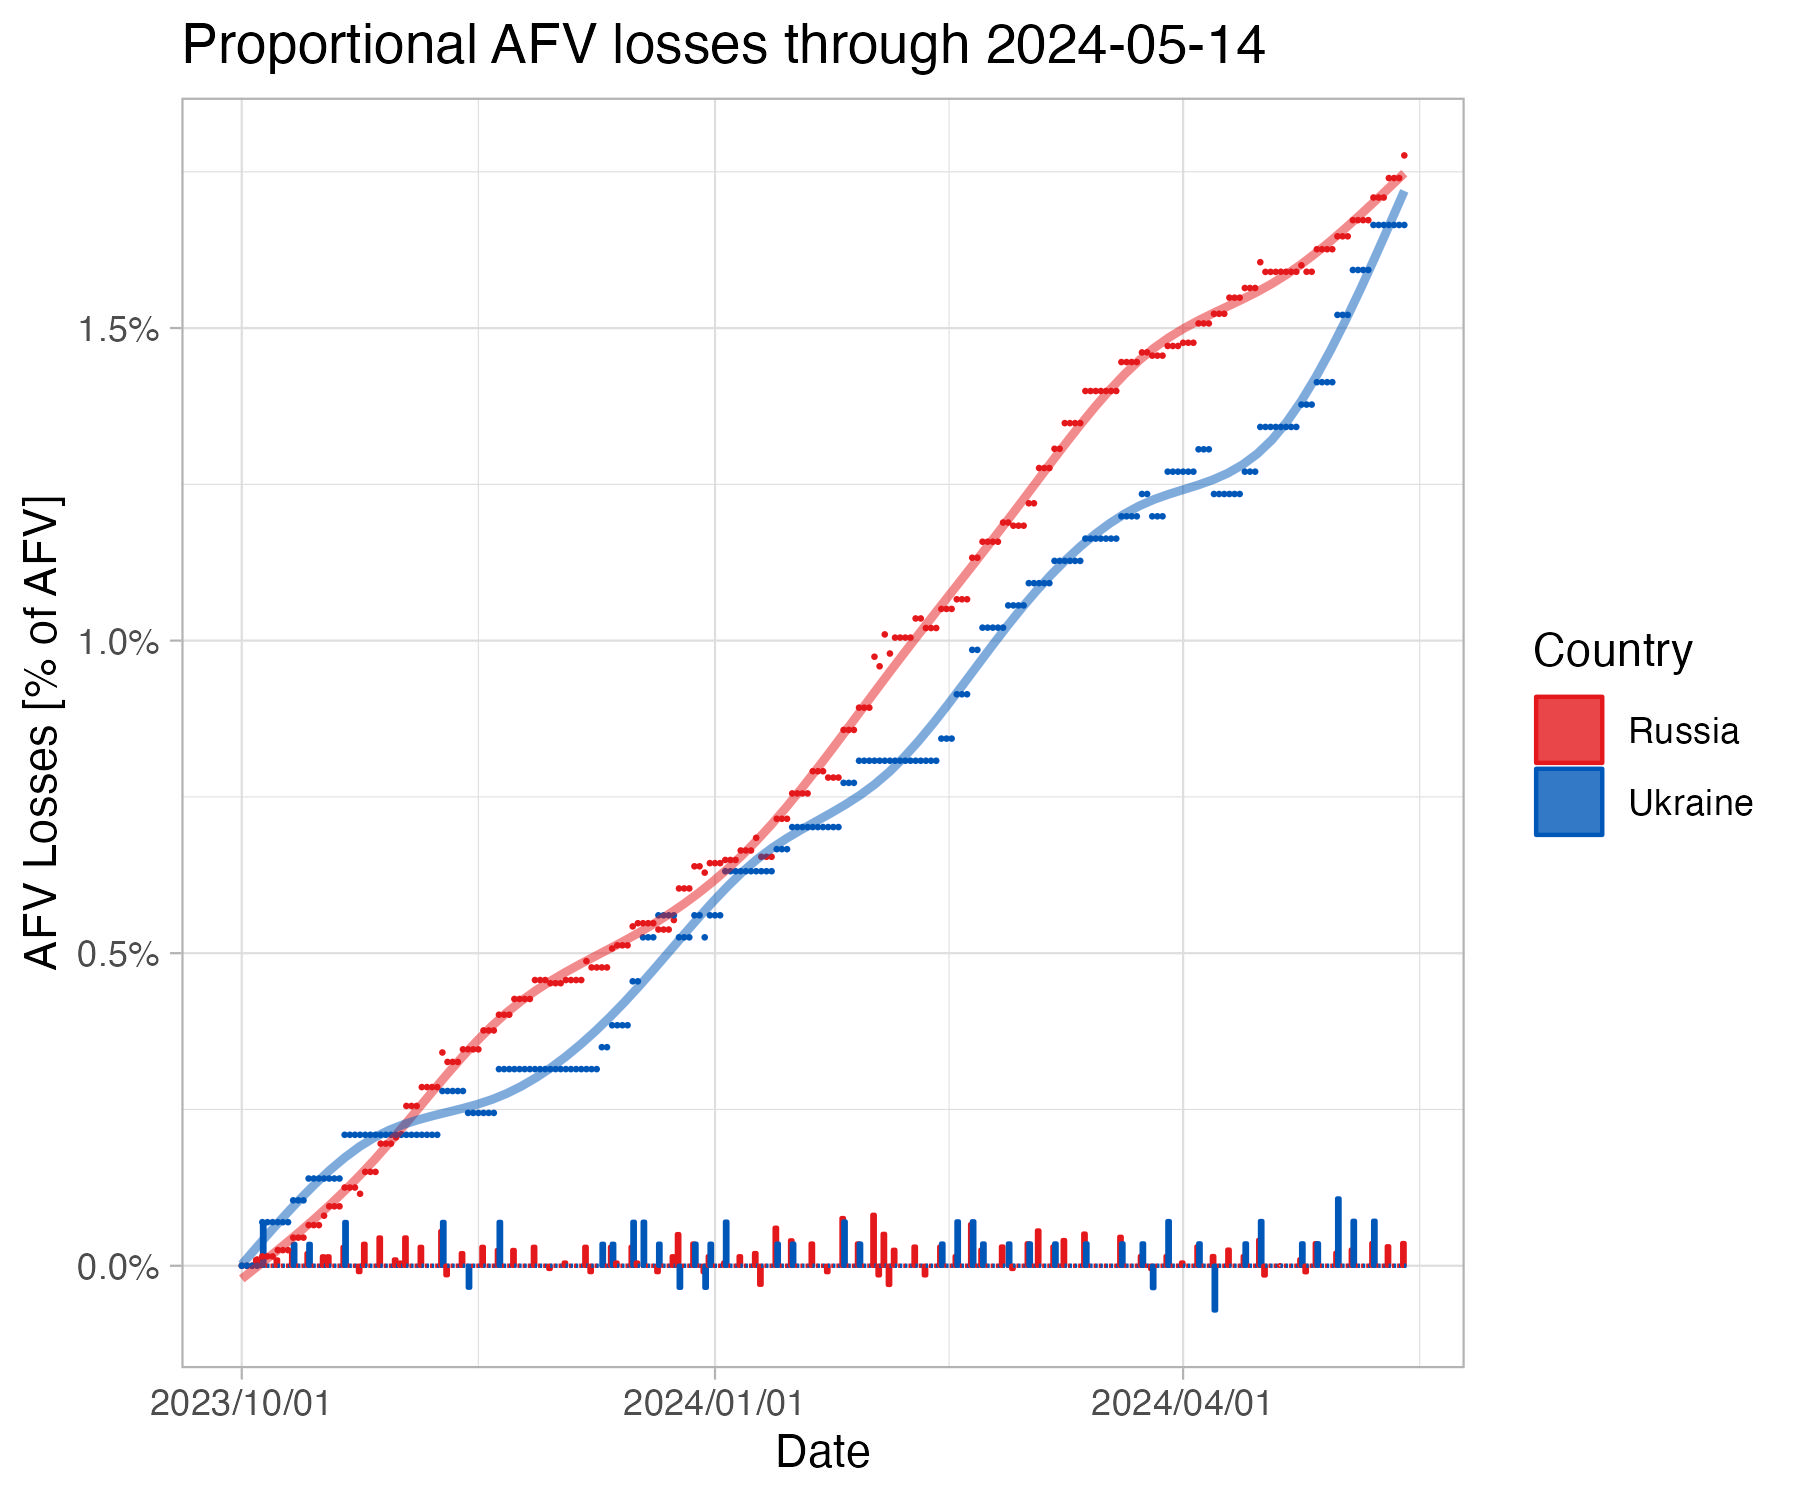 Proportional AFV losses through 2024-05-14
AFV Losses [% of AFV]
1.5%
1.0%
0.5%
0.0%
2023/10/01
2024/01/01
2024/04/01
Date
Country
Russia
Ukraine